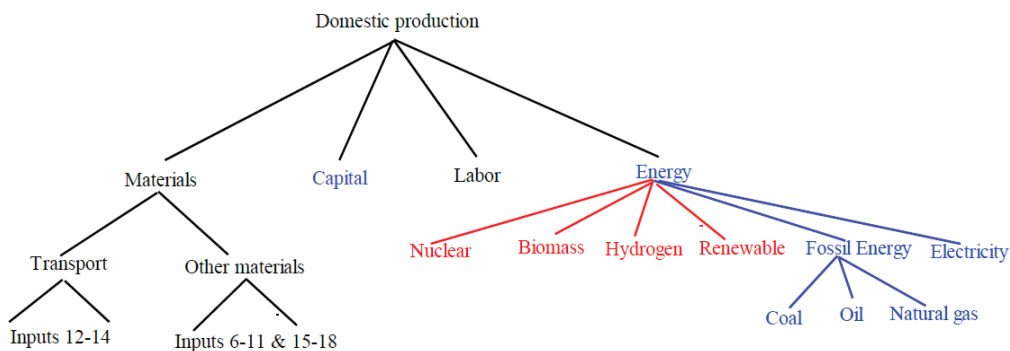 Domestic production
Materials
Capital
Labor
Energy
Nuclear
Biomass
Hydrogen
Renewable
Fossil Energy
Electricity
Transport
Other materials
Coal
Oil
Natural gas
Inputs 12-14
Inputs 6-11 & 15-18